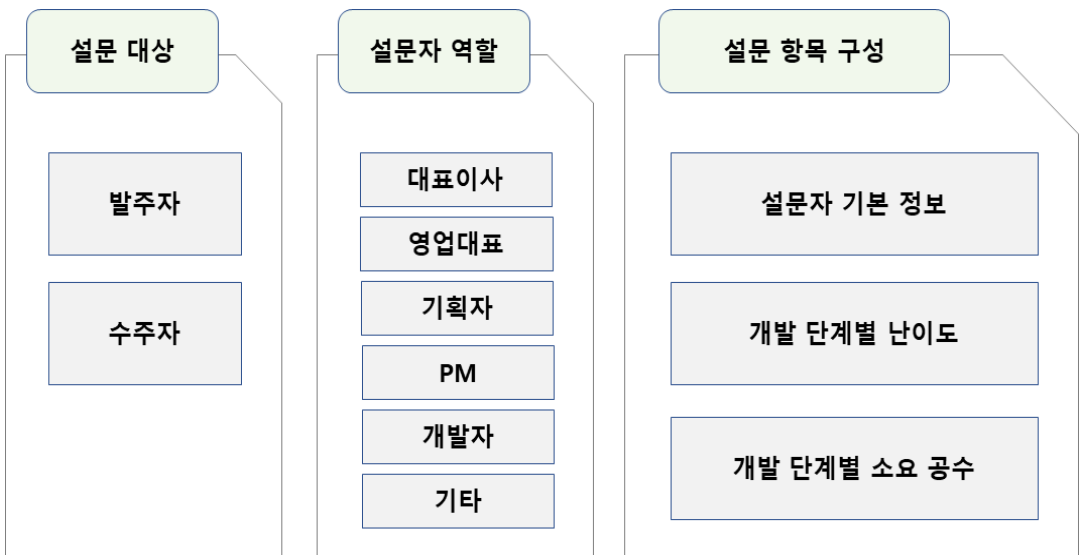 설문 대상
발주자
수주자
설문자 역할
대표이사
영업대표
기획자
PM
개발자
기타
설문 항목 구성
설문자 기본 정보
개발 단계별 난이도
개발 단계별 소요 공수